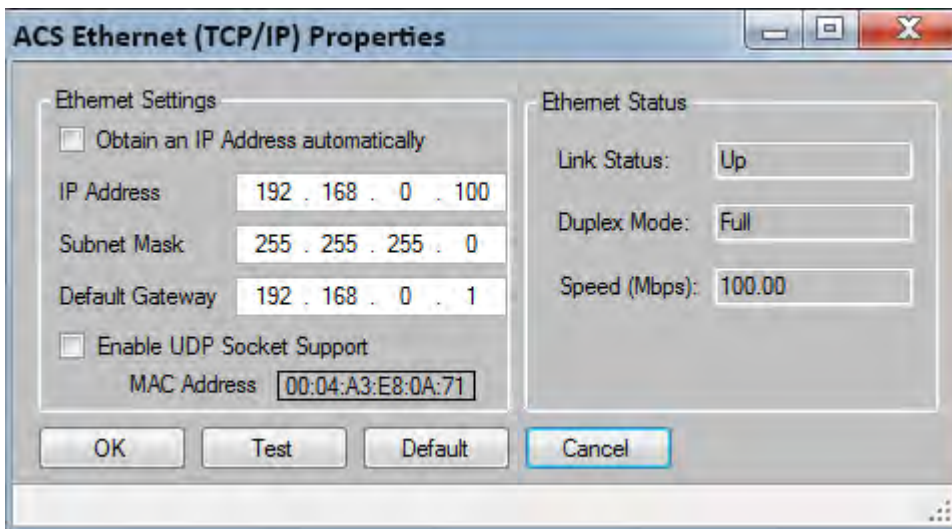 ACS Ethernet (TCP/IP) Properties
Ethernet Settings
Obtain an IP Address automatically
IP Address 192 . 168 . 0 . 100
Subnet Mask 255 . 255 . 255 . 0
Default Gateway 192 . 168 . 0 . 1
Enable UDP Socket Support
MAC Address 00:04:A3:E8:0A:71
Ethernet Status
Link Status: Up
Duplex Mode: Full
Speed (Mbps): 100.00
OK Test Default Cancel